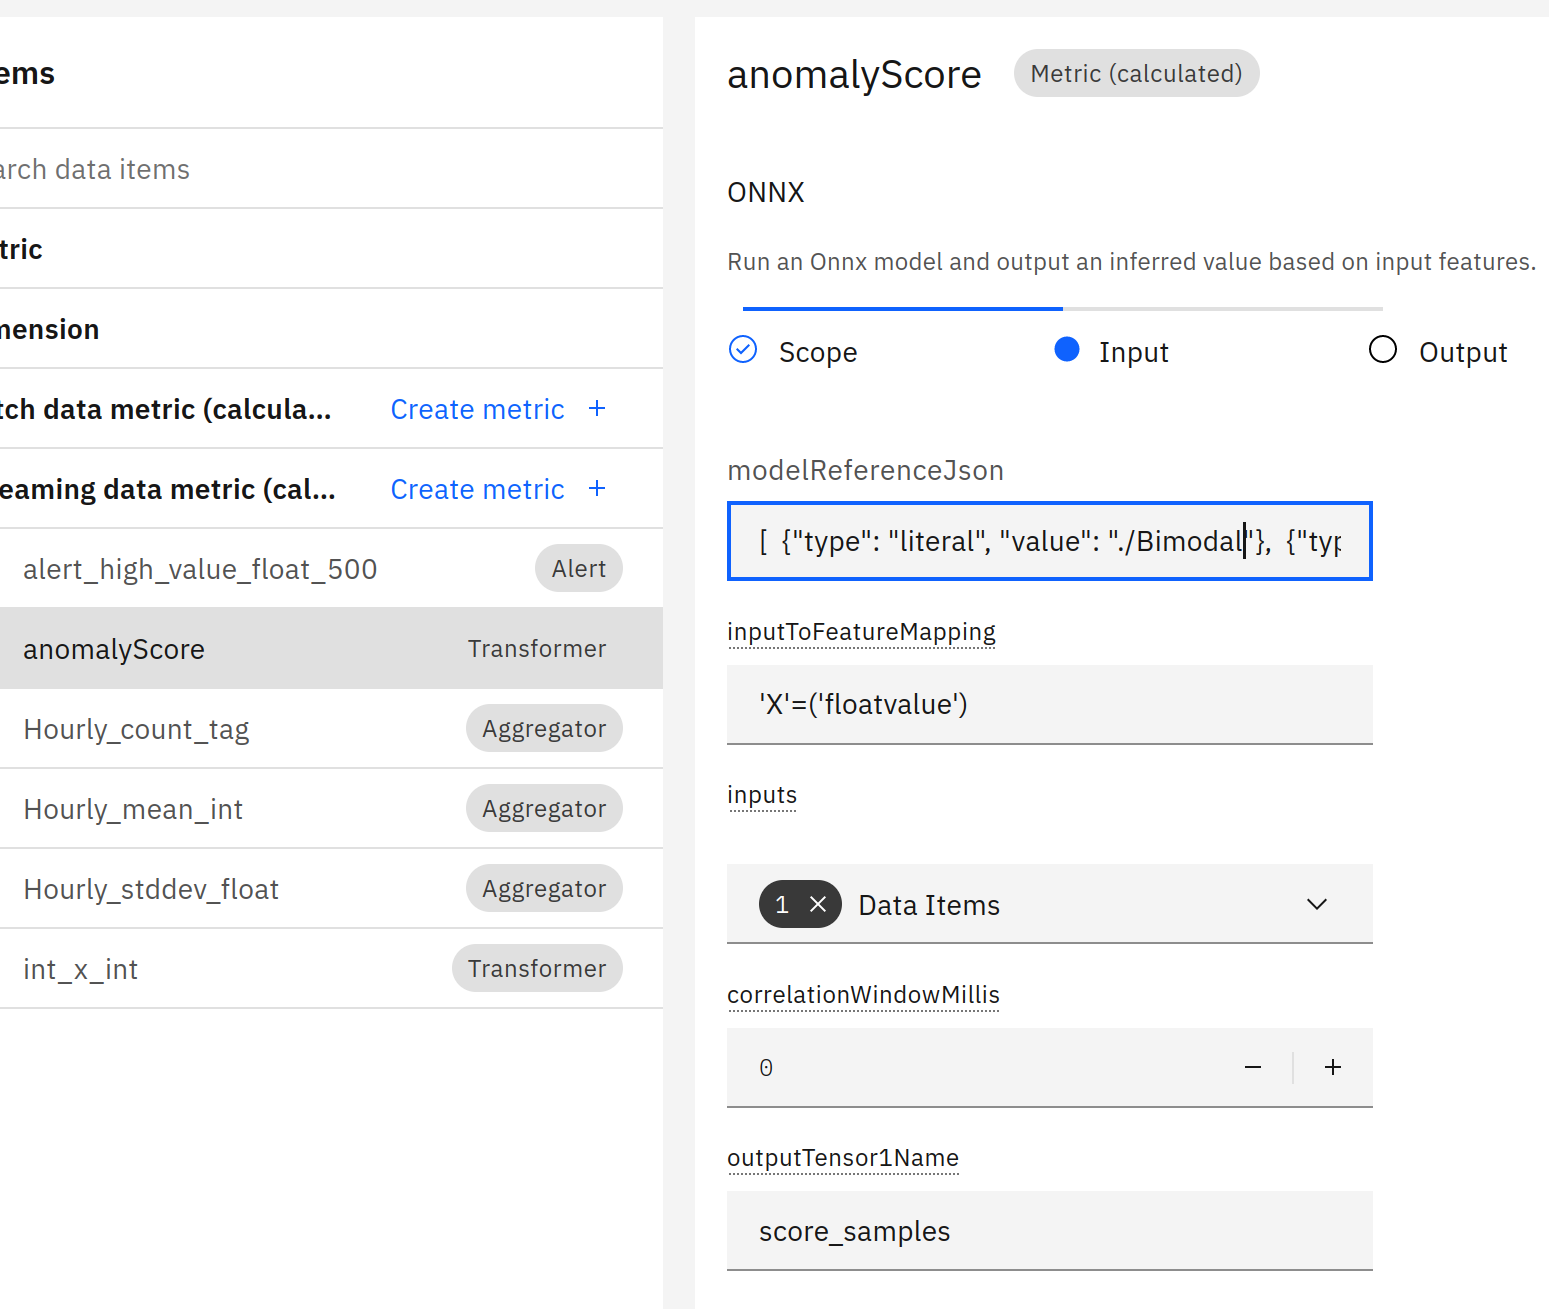 ems
arch data items
tric
mension
tch data metric (calcula... Create metric +
eaming data metric (cal... Create metric +
alert_high_value_float_500 Alert
anomalyScore Transformer
Hourly_count_tag Aggregator
Hourly_mean_int Aggregator
Hourly_stddev_float Aggregator
int_x_int Transformer
anomalyScore Metric (calculated)
ONNX
Run an Onnx model and output an inferred value based on input features.
Scope Input Output
modelReferenceJson
[ {"type": "literal", "value": "./Bimodal"}, {"typ
inputToFeatureMapping
'X'=('floatvalue')
inputs
1 Data Items
correlationWindowMillis
0 − +
outputTensor1Name
score_samples